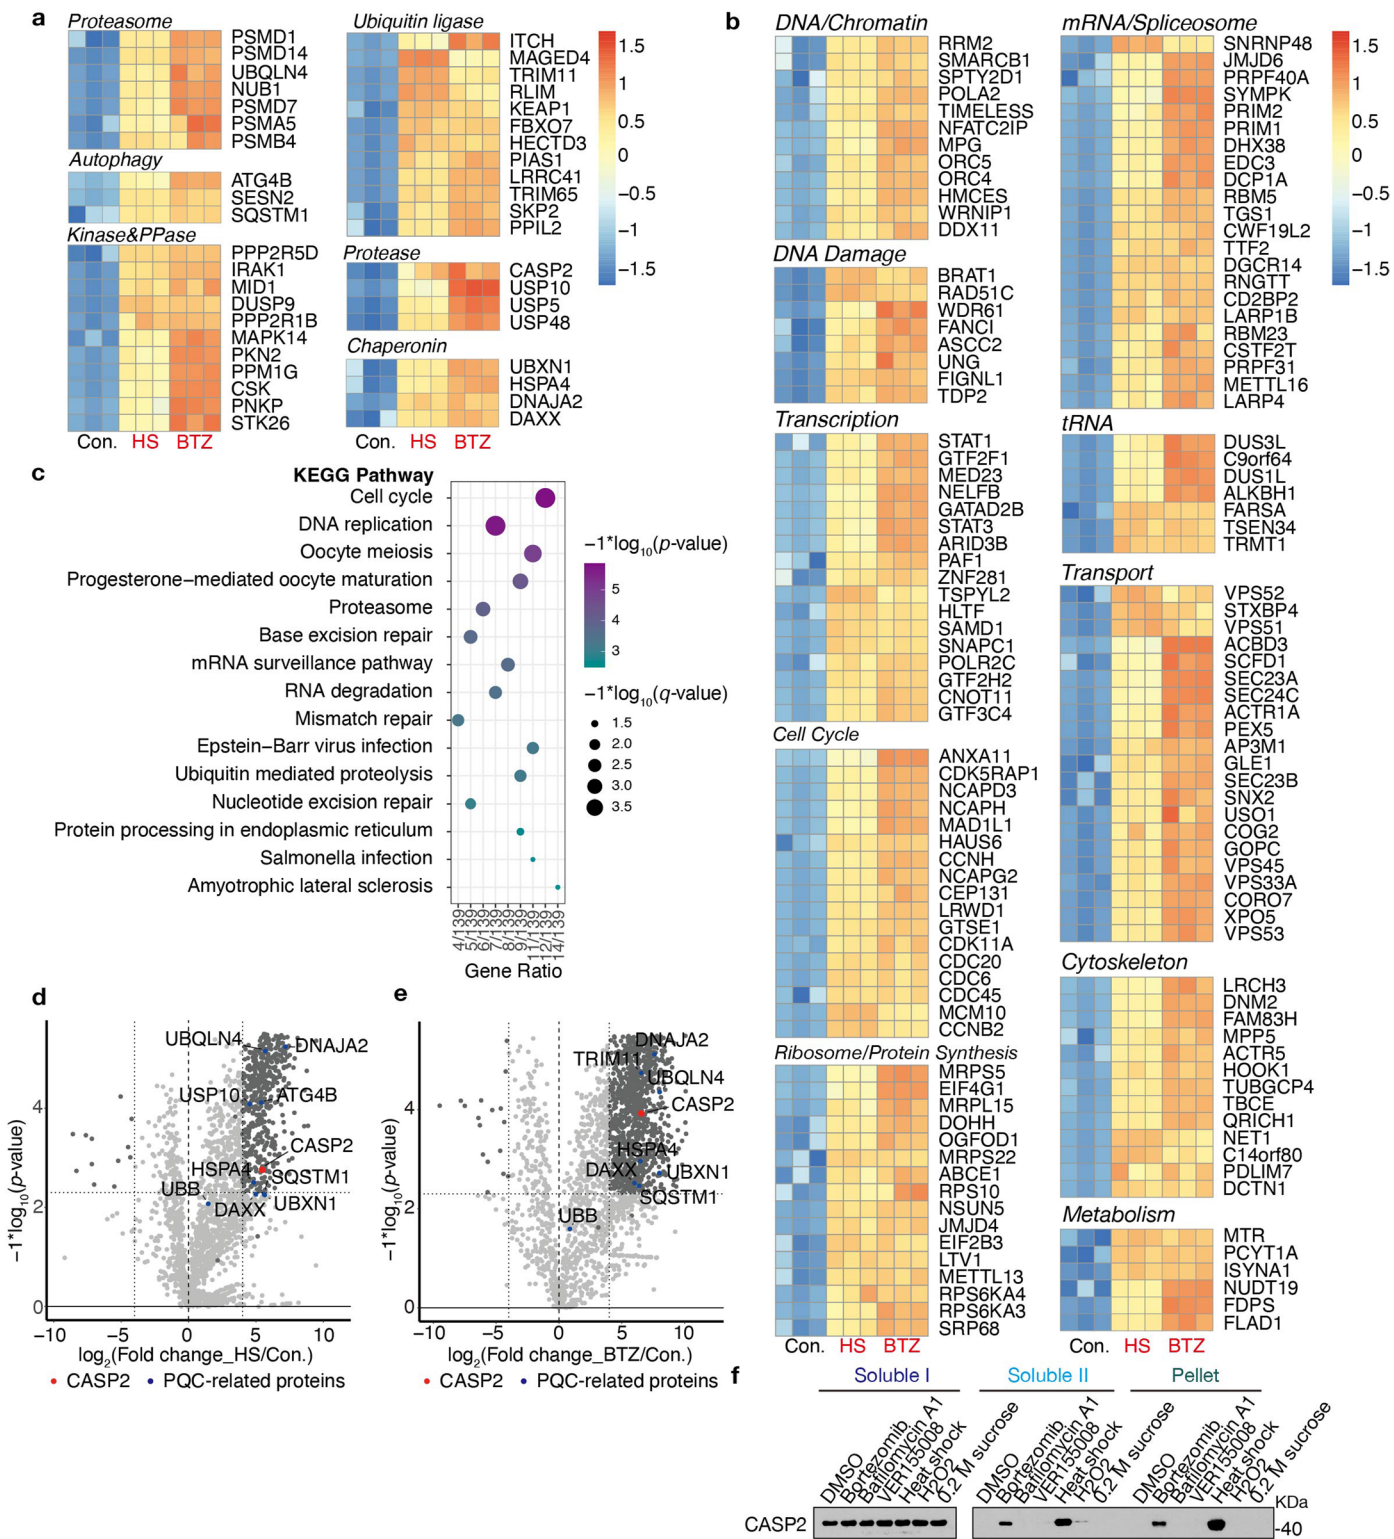 a
Proteasome
PSMD1
PSMD14
UBQLN4
NUB1
PSMD7
PSMA5
PSMB4
Autophagy
ATG4B
SESN2
SQSTM1
Kinase&PPase
PPP2R5D
IRAK1
MID1
DUSP9
PPP2R1B
MAPK14
PKN2
PPM1G
CSK
PNKP
STK26
Con. HS BTZ
Ubiquitin ligase
ITCH
MAGED4
TRIM11
RLIM
KEAP1
FBXO7
HECTD3
PIAS1
LRRC41
TRIM65
SKP2
PPIL2
Protease
CASP2
USP10
USP5
USP48
Chaperonin
UBXN1
HSPA4
DNAJA2
DAXX
Con. HS BTZ
1.5
1
0.5
0
−0.5
−1
−1.5
b
DNA/Chromatin
RRM2
SMARCB1
SPTY2D1
POLA2
TIMELESS
NFATC2IP
MPG
ORC5
ORC4
HMCES
WRNIP1
DDX11
DNA Damage
BRAT1
RAD51C
WDR61
FANCI
ASCC2
UNG
FIGNL1
TDP2
Transcription
STAT1
GTF2F1
MED23
NELFB
GATAD2B
STAT3
ARID3B
PAF1
ZNF281
TSPYL2
HLTF
SAMD1
SNAPC1
POLR2C
GTF2H2
CNOT11
GTF3C4
Cell Cycle
ANXA11
CDK5RAP1
NCAPD3
NCAPH
MAD1L1
HAUS6
CCNH
NCAPG2
CEP131
LRWD1
GTSE1
CDK11A
CDC20
CDC6
CDC45
MCM10
CCNB2
Ribosome/Protein Synthesis
MRPS5
EIF4G1
MRPL15
DOHH
OGFOD1
MRPS22
ABCE1
RPS10
NSUN5
JMJD4
EIF2B3
LTV1
METTL13
RPS6KA4
RPS6KA3
SRP68
Con. HS BTZ
mRNA/Spliceosome
SNRNP48
JMJD6
PRPF40A
SYMPK
PRIM2
PRIM1
DHX38
EDC3
DCP1A
RBM5
TGS1
CWF19L2
TTF2
DGCR14
RNGTT
CD2BP2
LARP1B
RBM23
CSTF2T
PRPF31
METTL16
LARP4
tRNA
DUS3L
C9orf64
DUS1L
ALKBH1
FARSA
TSEN34
TRMT1
Transport
VPS52
STXBP4
VPS51
ACBD3
SCFD1
SEC23A
SEC24C
ACTR1A
PEX5
AP3M1
GLE1
SEC23B
SNX2
USO1
COG2
GOPC
VPS45
VPS33A
CORO7
XPO5
VPS53
Cytoskeleton
LRCH3
DNM2
FAM83H
MPP5
ACTR5
HOOK1
TUBGCP4
TBCE
QRICH1
NET1
C14orf80
PDLIM7
DCTN1
Metabolism
MTR
PCYT1A
ISYNA1
NUDT19
FDPS
FLAD1
Con. HS BTZ
1.5
1
0.5
0
−0.5
−1
−1.5
c
KEGG Pathway
Cell cycle
DNA replication
Oocyte meiosis
Progesterone−mediated oocyte maturation
Proteasome
Base excision repair
mRNA surveillance pathway
RNA degradation
Mismatch repair
Epstein−Barr virus infection
Ubiquitin mediated proteolysis
Nucleotide excision repair
Protein processing in endoplasmic reticulum
Salmonella infection
Amyotrophic lateral sclerosis
4/139
5/139
6/139
7/139
8/139
9/139
11/139
12/139
14/139
Gene Ratio
−1*log10(p-value)
5
4
3
−1*log10(q-value)
1.5
2.0
2.5
3.0
3.5
d
UBQLN4
DNAJA2
USP10
ATG4B
CASP2
HSPA4
SQSTM1
UBB
DAXX
UBXN1
−1*log10(p-value)
4
2
0
−10 −5 0 5 10
log2(Fold change_HS/Con.)
CASP2 PQC-related proteins
e
DNAJA2
TRIM11
UBQLN4
CASP2
HSPA4
DAXX
UBXN1
SQSTM1
UBB
−1*log10(p-value)
4
2
0
−10 −5 0 5 10
log2(Fold change_BTZ/Con.)
CASP2 PQC-related proteins
f
Soluble I Soluble II Pellet
DMSO
Bortezomib
Bafilomycin A1
VER155008
Heat shock
H2O2
0.2 M sucrose
DMSO
Bortezomib
Bafilomycin A1
VER155008
Heat shock
H2O2
0.2 M sucrose
DMSO
Bortezomib
Bafilomycin A1
VER155008
Heat shock
H2O2
0.2 M sucrose
KDa
CASP2
-40